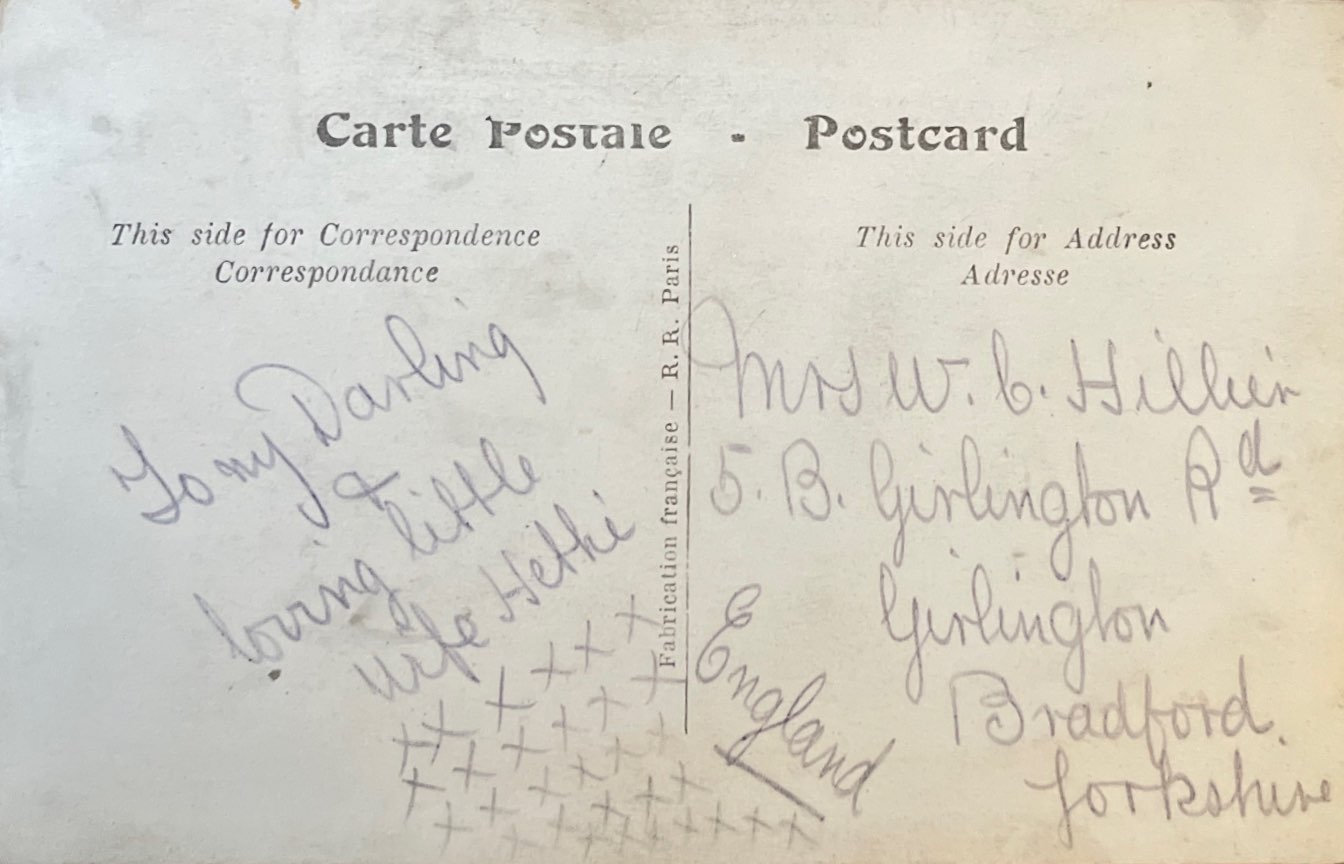 Carte Postale - Postcard
This side for Correspondence
Correspondance
This side for Address
Adresse
Fabrication française — R. R. Paris
To my Darling
&
loving little
wife Hethi
Mrs W. C. Hillier
5. B. Girlington Rd
Girlington
Bradford.
Yorkshire
England